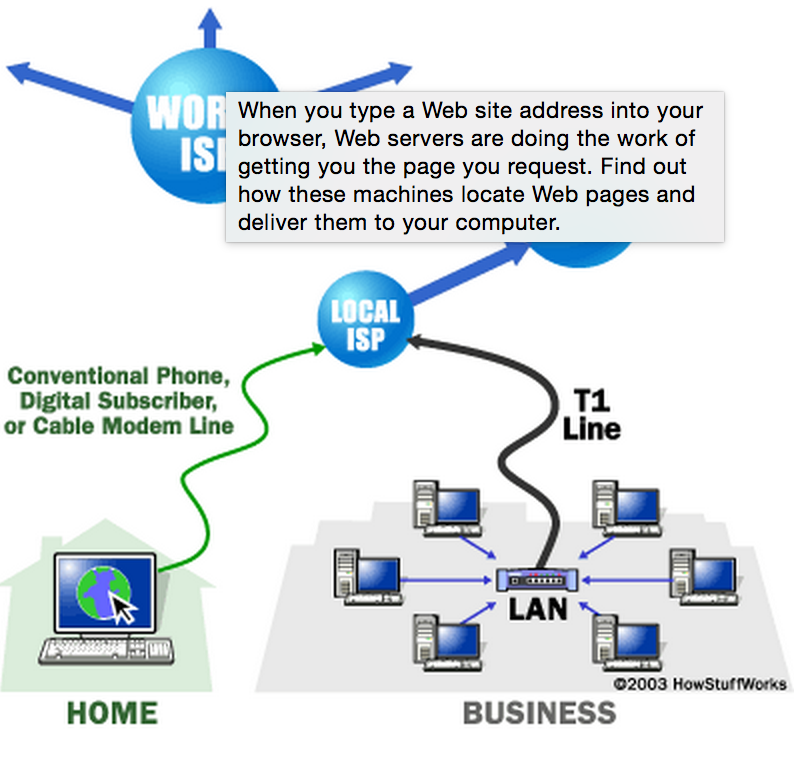 When you type a Web site address into your
browser, Web servers are doing the work of
getting you the page you request. Find out
how these machines locate Web pages and
deliver them to your computer.
LOCAL
ISP
Conventional Phone,
Digital Subscriber,
or Cable Modem Line
T1
Line
LAN
©2003 HowStuffWorks
HOME
BUSINESS